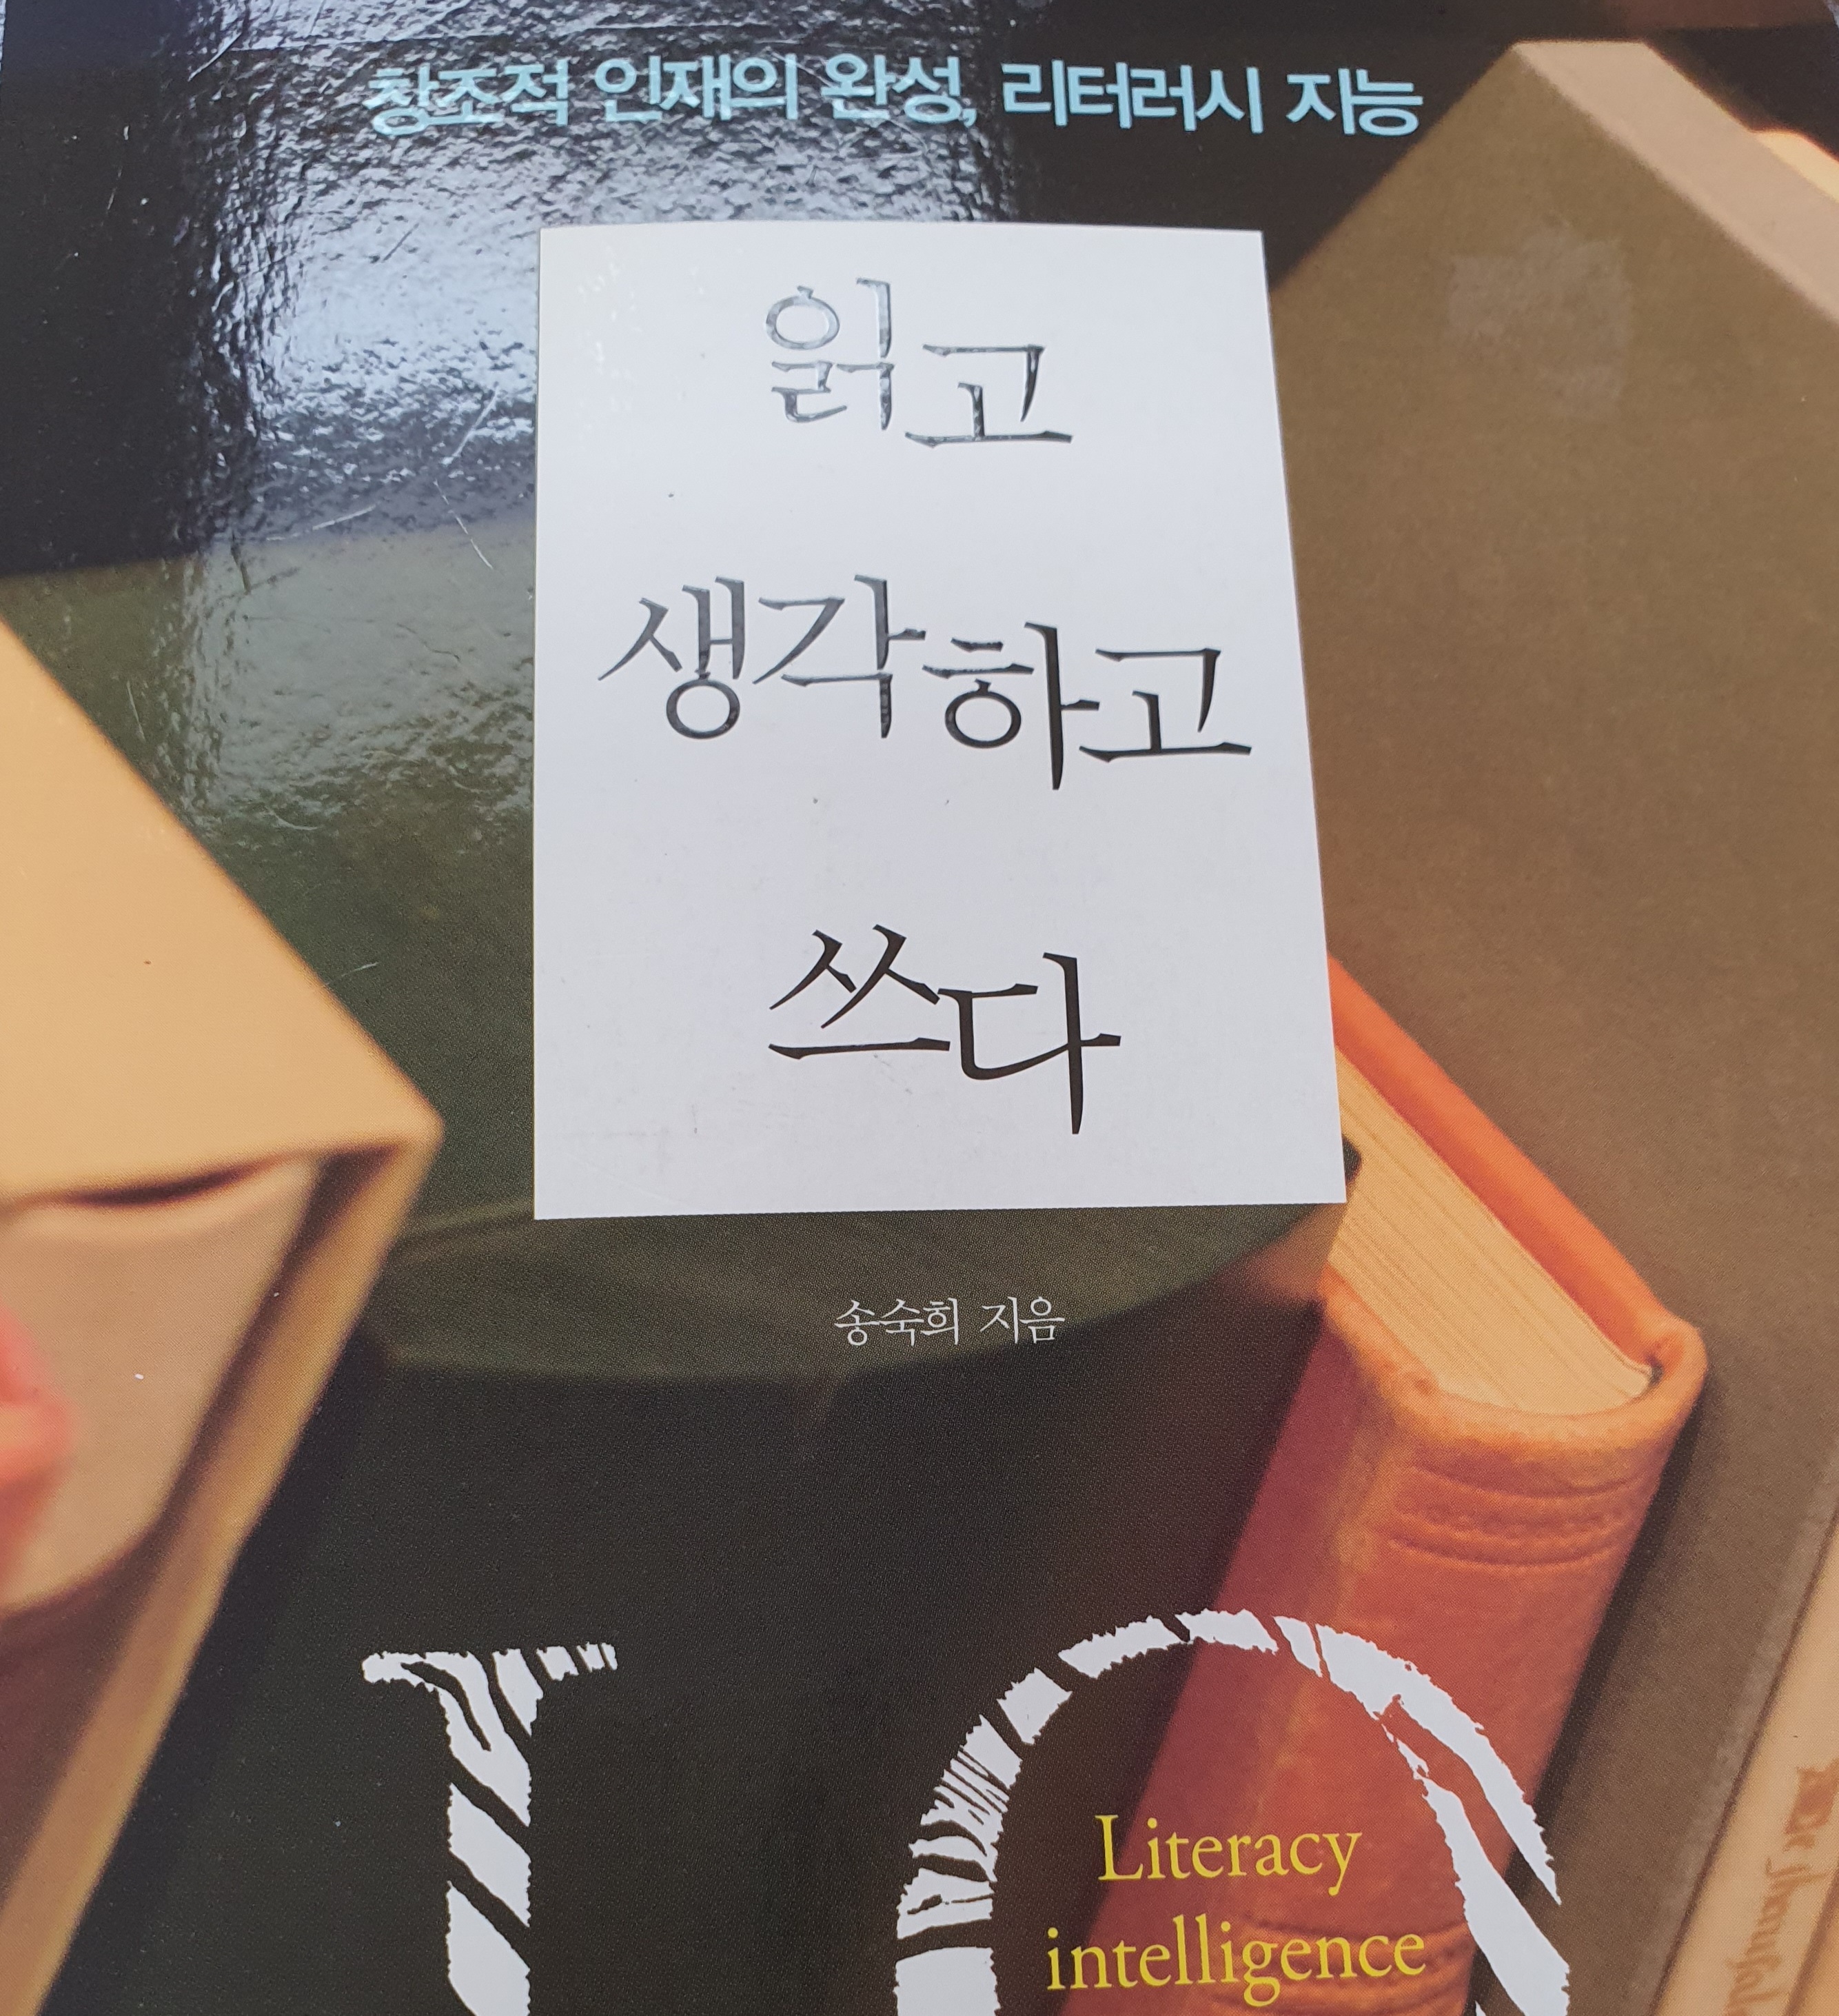 창조적 인재의 완성, 리터러시 지능
읽고
생각하고
쓰다
송숙희 지음
Literacy
intelligence